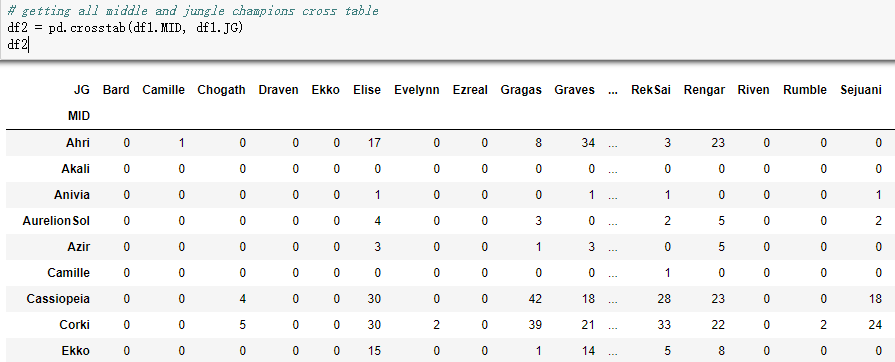 # getting all middle and jungle champions cross table
df2 = pd.crosstab(df1.MID, df1.JG)
df2
JG Bard Camille Chogath Draven Ekko Elise Evelynn Ezreal Gragas Graves ... RekSai Rengar Riven Rumble Sejuani
MID
Ahri 0 1 0 0 0 17 0 0 8 34 ... 3 23 0 0 0
Akali 0 0 0 0 0 0 0 0 0 0 ... 0 0 0 0 0
Anivia 0 0 0 0 0 1 0 0 0 1 ... 1 0 0 0 1
AurelionSol 0 0 0 0 0 4 0 0 3 0 ... 2 5 0 0 2
Azir 0 0 0 0 0 3 0 0 1 3 ... 0 5 0 0 0
Camille 0 0 0 0 0 0 0 0 0 0 ... 1 0 0 0 0
Cassiopeia 0 0 4 0 0 30 0 0 42 18 ... 28 23 0 0 18
Corki 0 0 5 0 0 30 2 0 39 21 ... 33 22 0 2 24
Ekko 0 0 0 0 0 15 0 0 1 14 ... 5 8 0 0 0